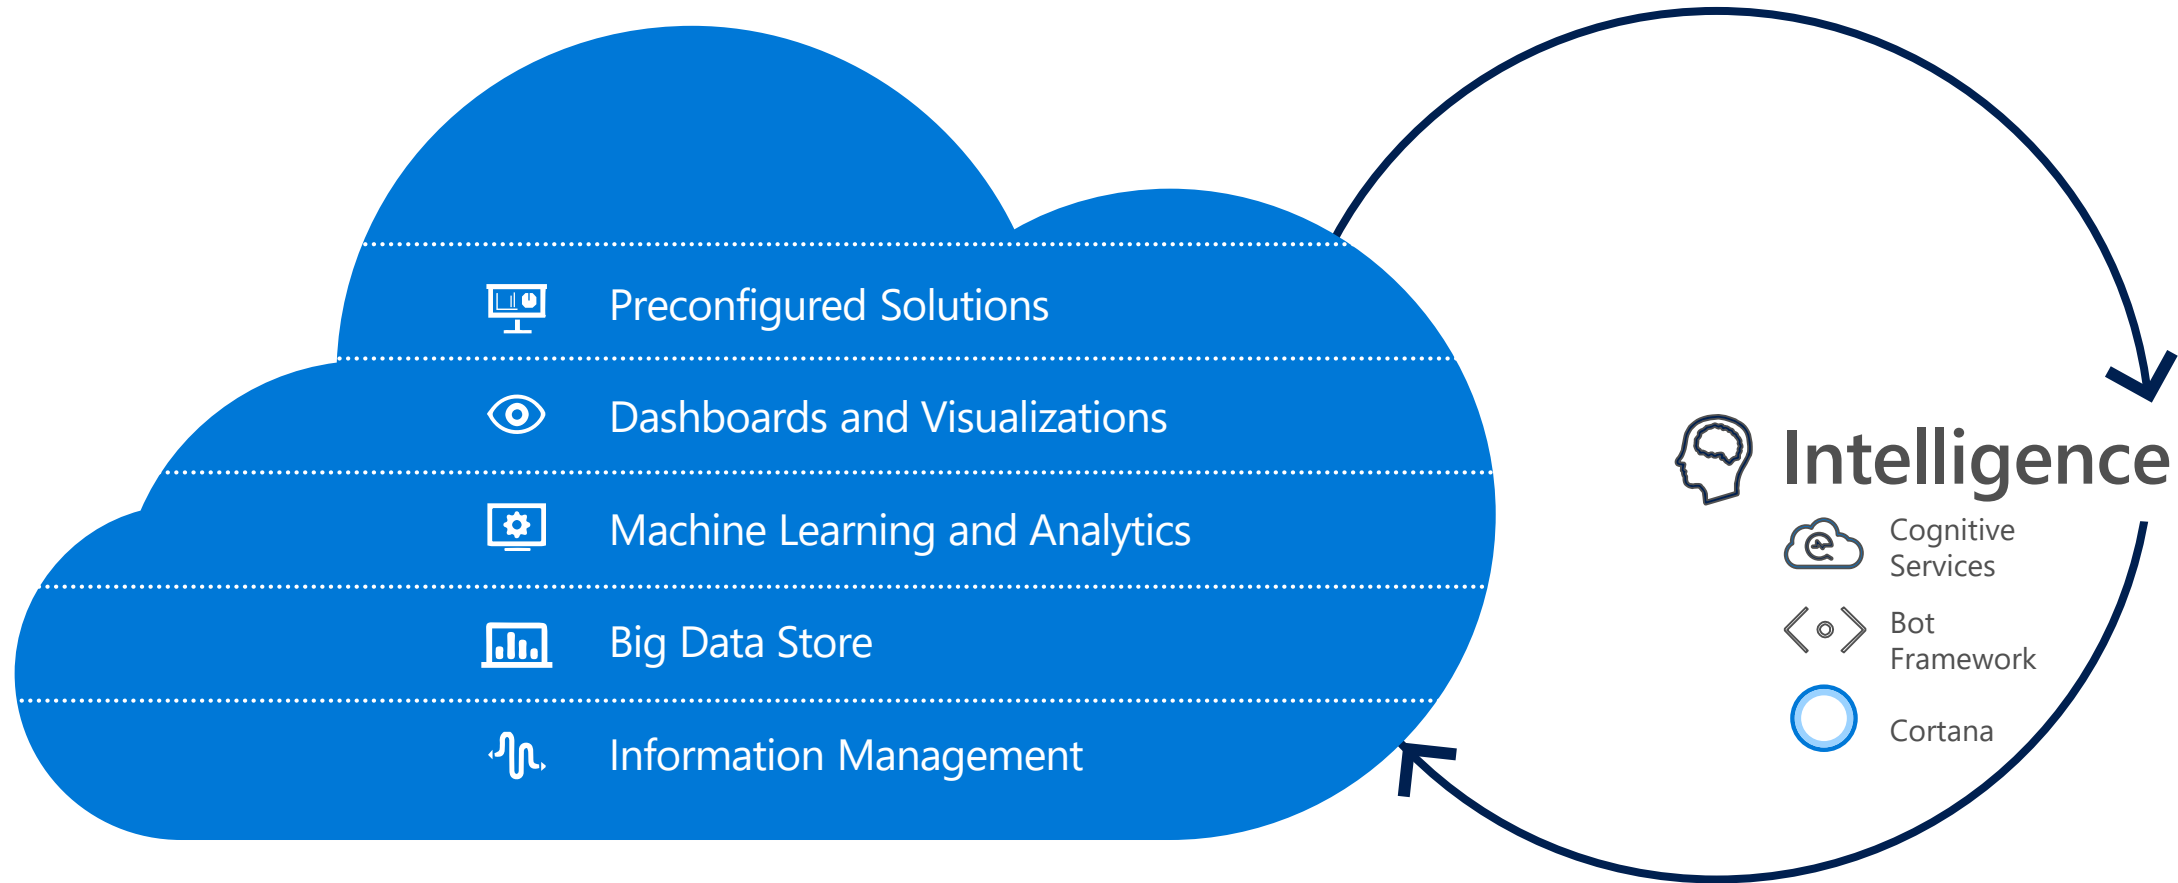 Preconfigured Solutions
Dashboards and Visualizations
Machine Learning and Analytics
Big Data Store
Information Management
Intelligence
Cognitive
Services
Bot
Framework
Cortana